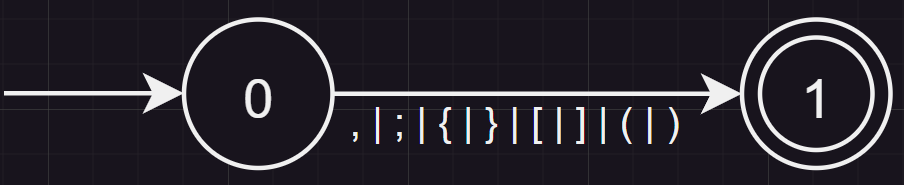 0
1
, | ; | { | } | [ | ] | ( | )